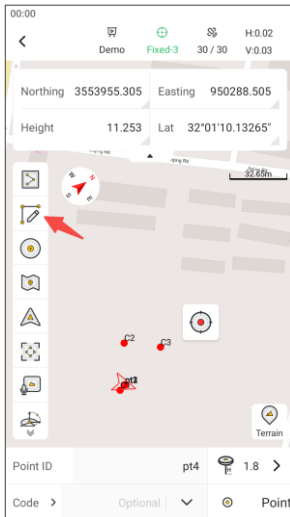 00:00
Demo Fixed-3 30 / 30 H:0.02 V:0.03
Northing 3553955.305 Easting 950288.505
Height 11.253 Lat 32°01'10.13265"
32.65m
N
W
S
E
C2
C3
Terrain
Point ID pt4 1.8
Code Optional Point